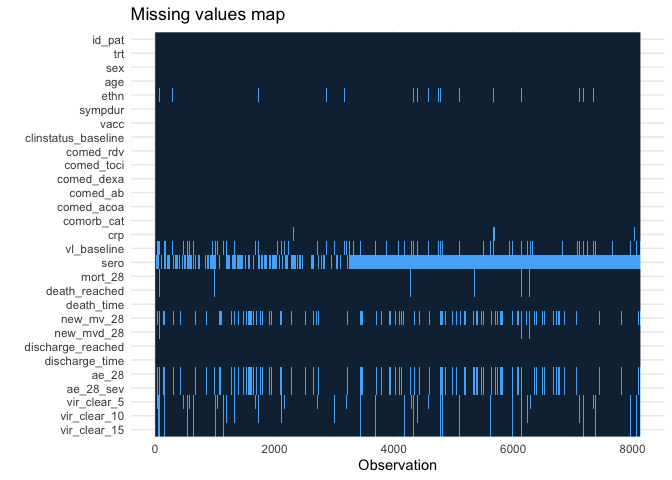 Missing values map
id_pat
trt
sex
age
ethn
sympdur
vacc
clinstatus_baseline
comed_rdv
comed_toci
comed_dexa
comed_ab
comed_acoa
comorb_cat
crp
vl_baseline
sero
mort_28
death_reached
death_time
new_mv_28
new_mvd_28
discharge_reached
discharge_time
ae_28
ae_28_sev
vir_clear_5
vir_clear_10
vir_clear_15
0 2000 4000 6000 8000
Observation